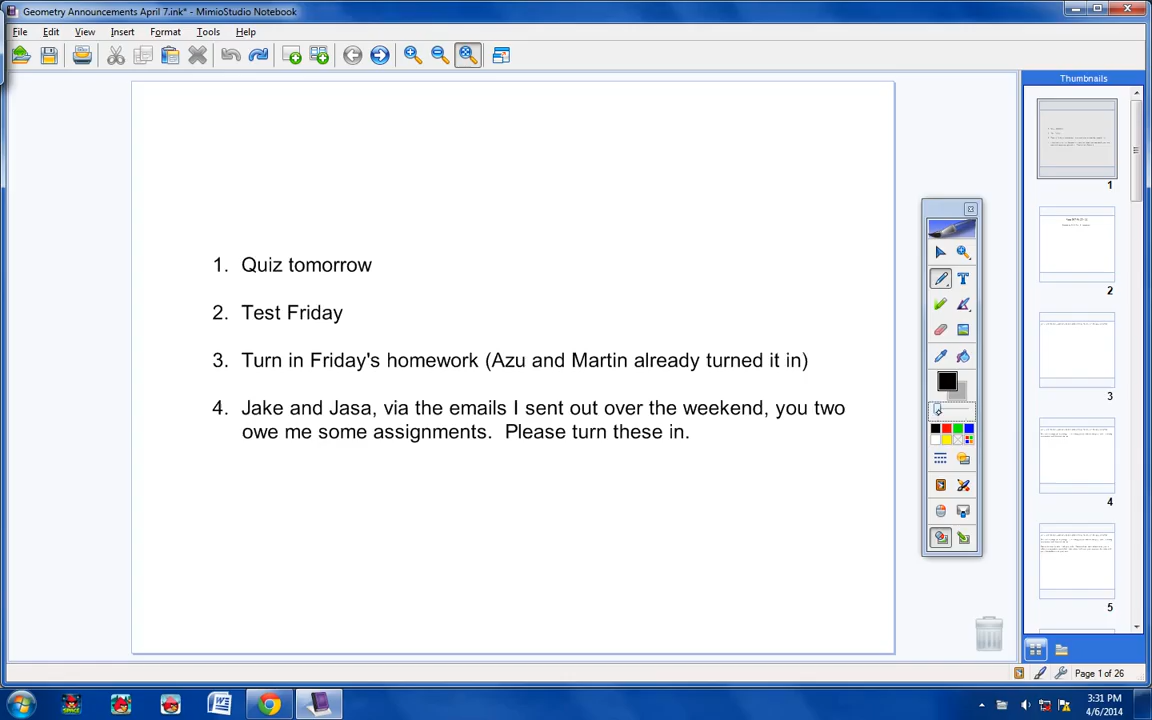 Geometry Announcements April 7.ink* - MimioStudio Notebook
File Edit View Insert Format Tools Help
Thumbnails
1. Quiz tomorrow
2. Test Friday
3. Turn in Friday's homework (Azu and Martin already turned it in)
4. Jake and Jasa, via the emails I sent out over the weekend, you two
owe me some assignments.  Please turn these in.
1
2
3
4
5
Page 1 of 26
3:31 PM
4/6/2014